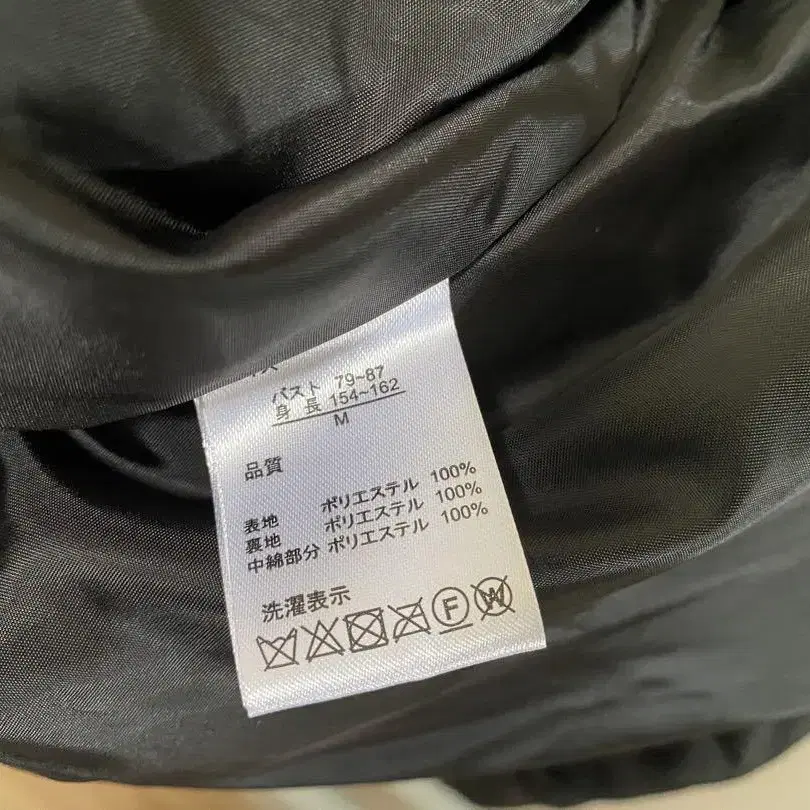 バスト 79~87
身長 154~162
M
品質
表地 ポリエステル 100%
裏地 ポリエステル 100%
中綿部分 ポリエステル 100%
洗濯表示
F W